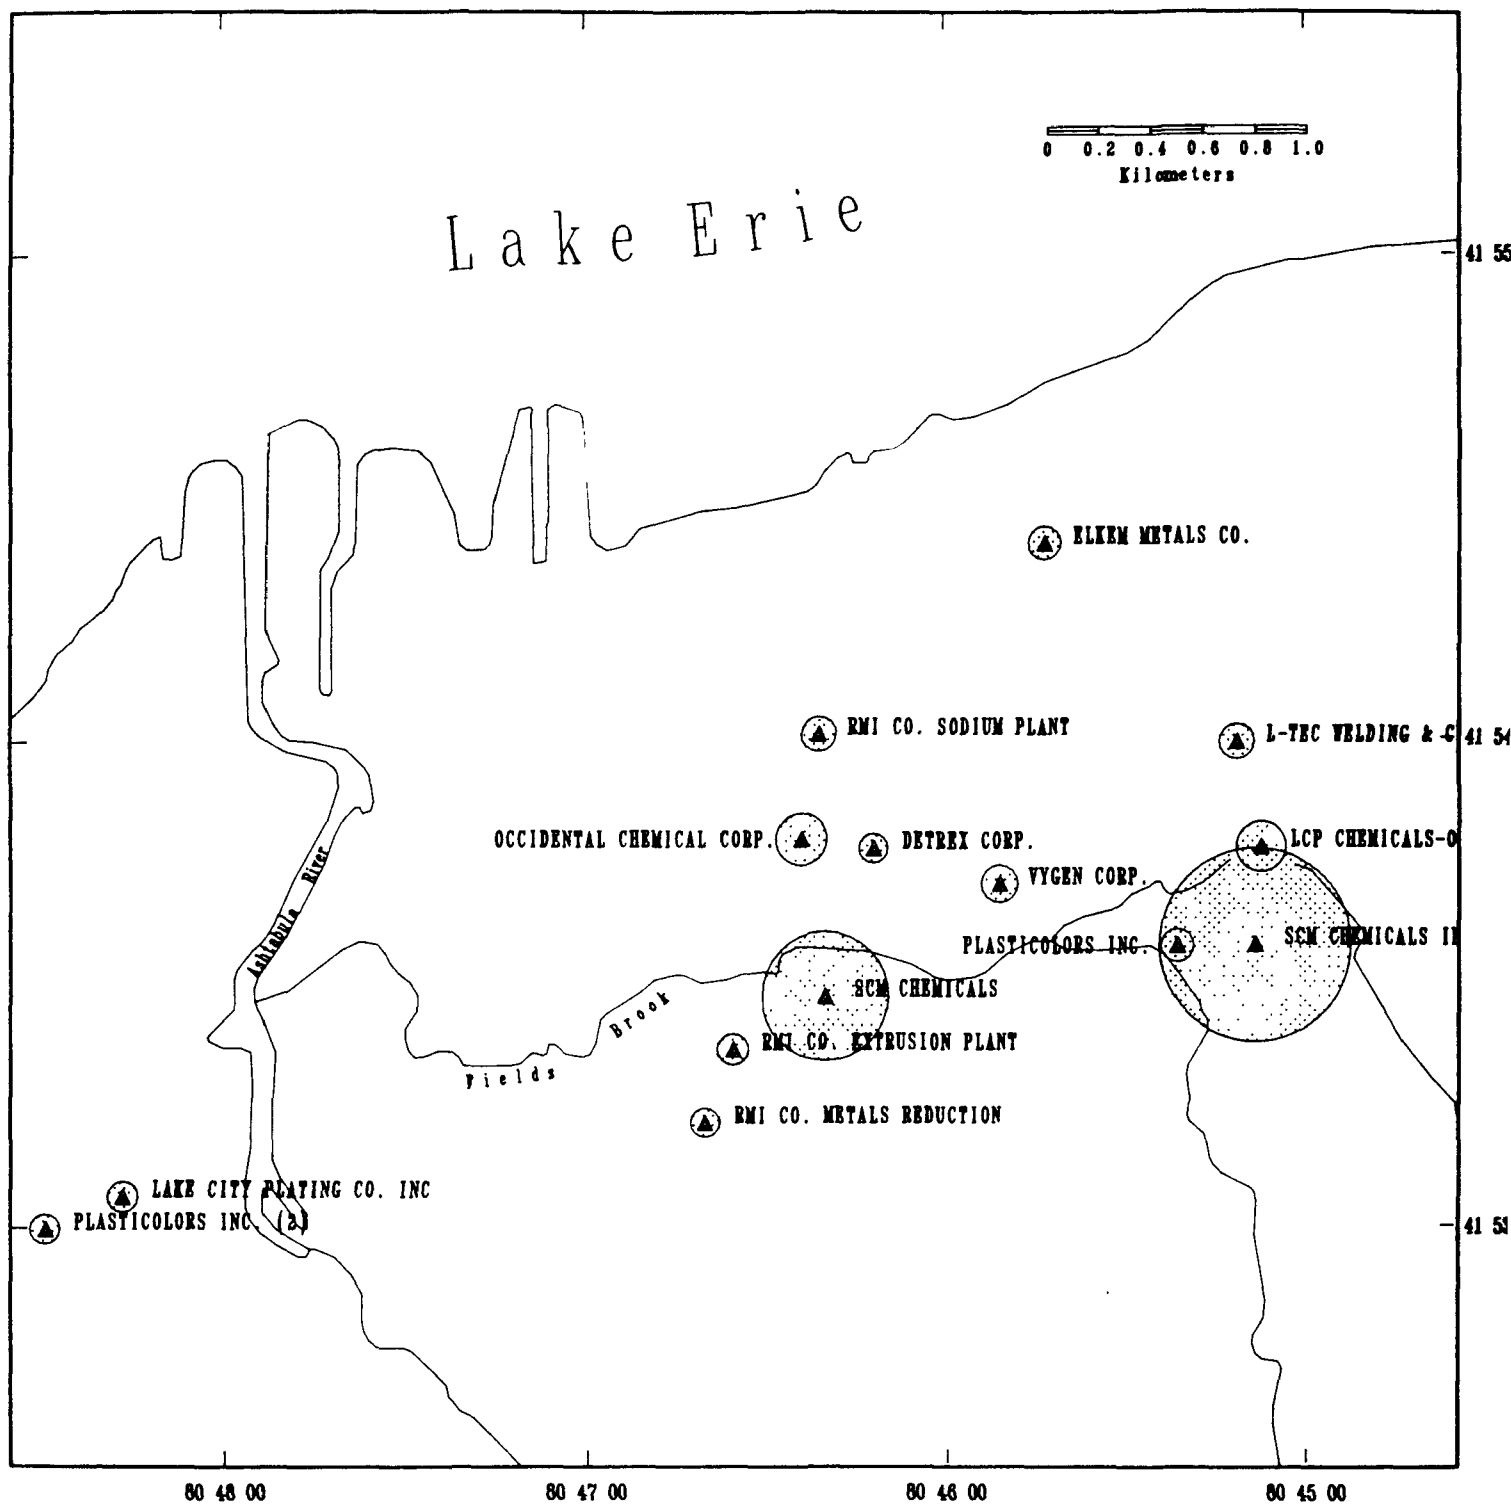 0 0.2 0.4 0.6 0.8 1.0
Kilometers
Lake Erie
41 55
ELKEM METALS CO.
RMI CO. SODIUM PLANT
L-TEC WELDING & C
41 54
OCCIDENTAL CHEMICAL CORP.
DETREX CORP.
LCP CHEMICALS-O
VYGEN CORP.
Ashtabula River
PLASTICOLORS INC.
SCM CHEMICALS II
SCM CHEMICALS
Fields Brook
RMI CO. EXTRUSION PLANT
RMI CO. METALS REDUCTION
LAKE CITY PLATING CO. INC
PLASTICOLORS INC. (2)
41
80 48 00
80 47 00
80 46 00
80 45 00